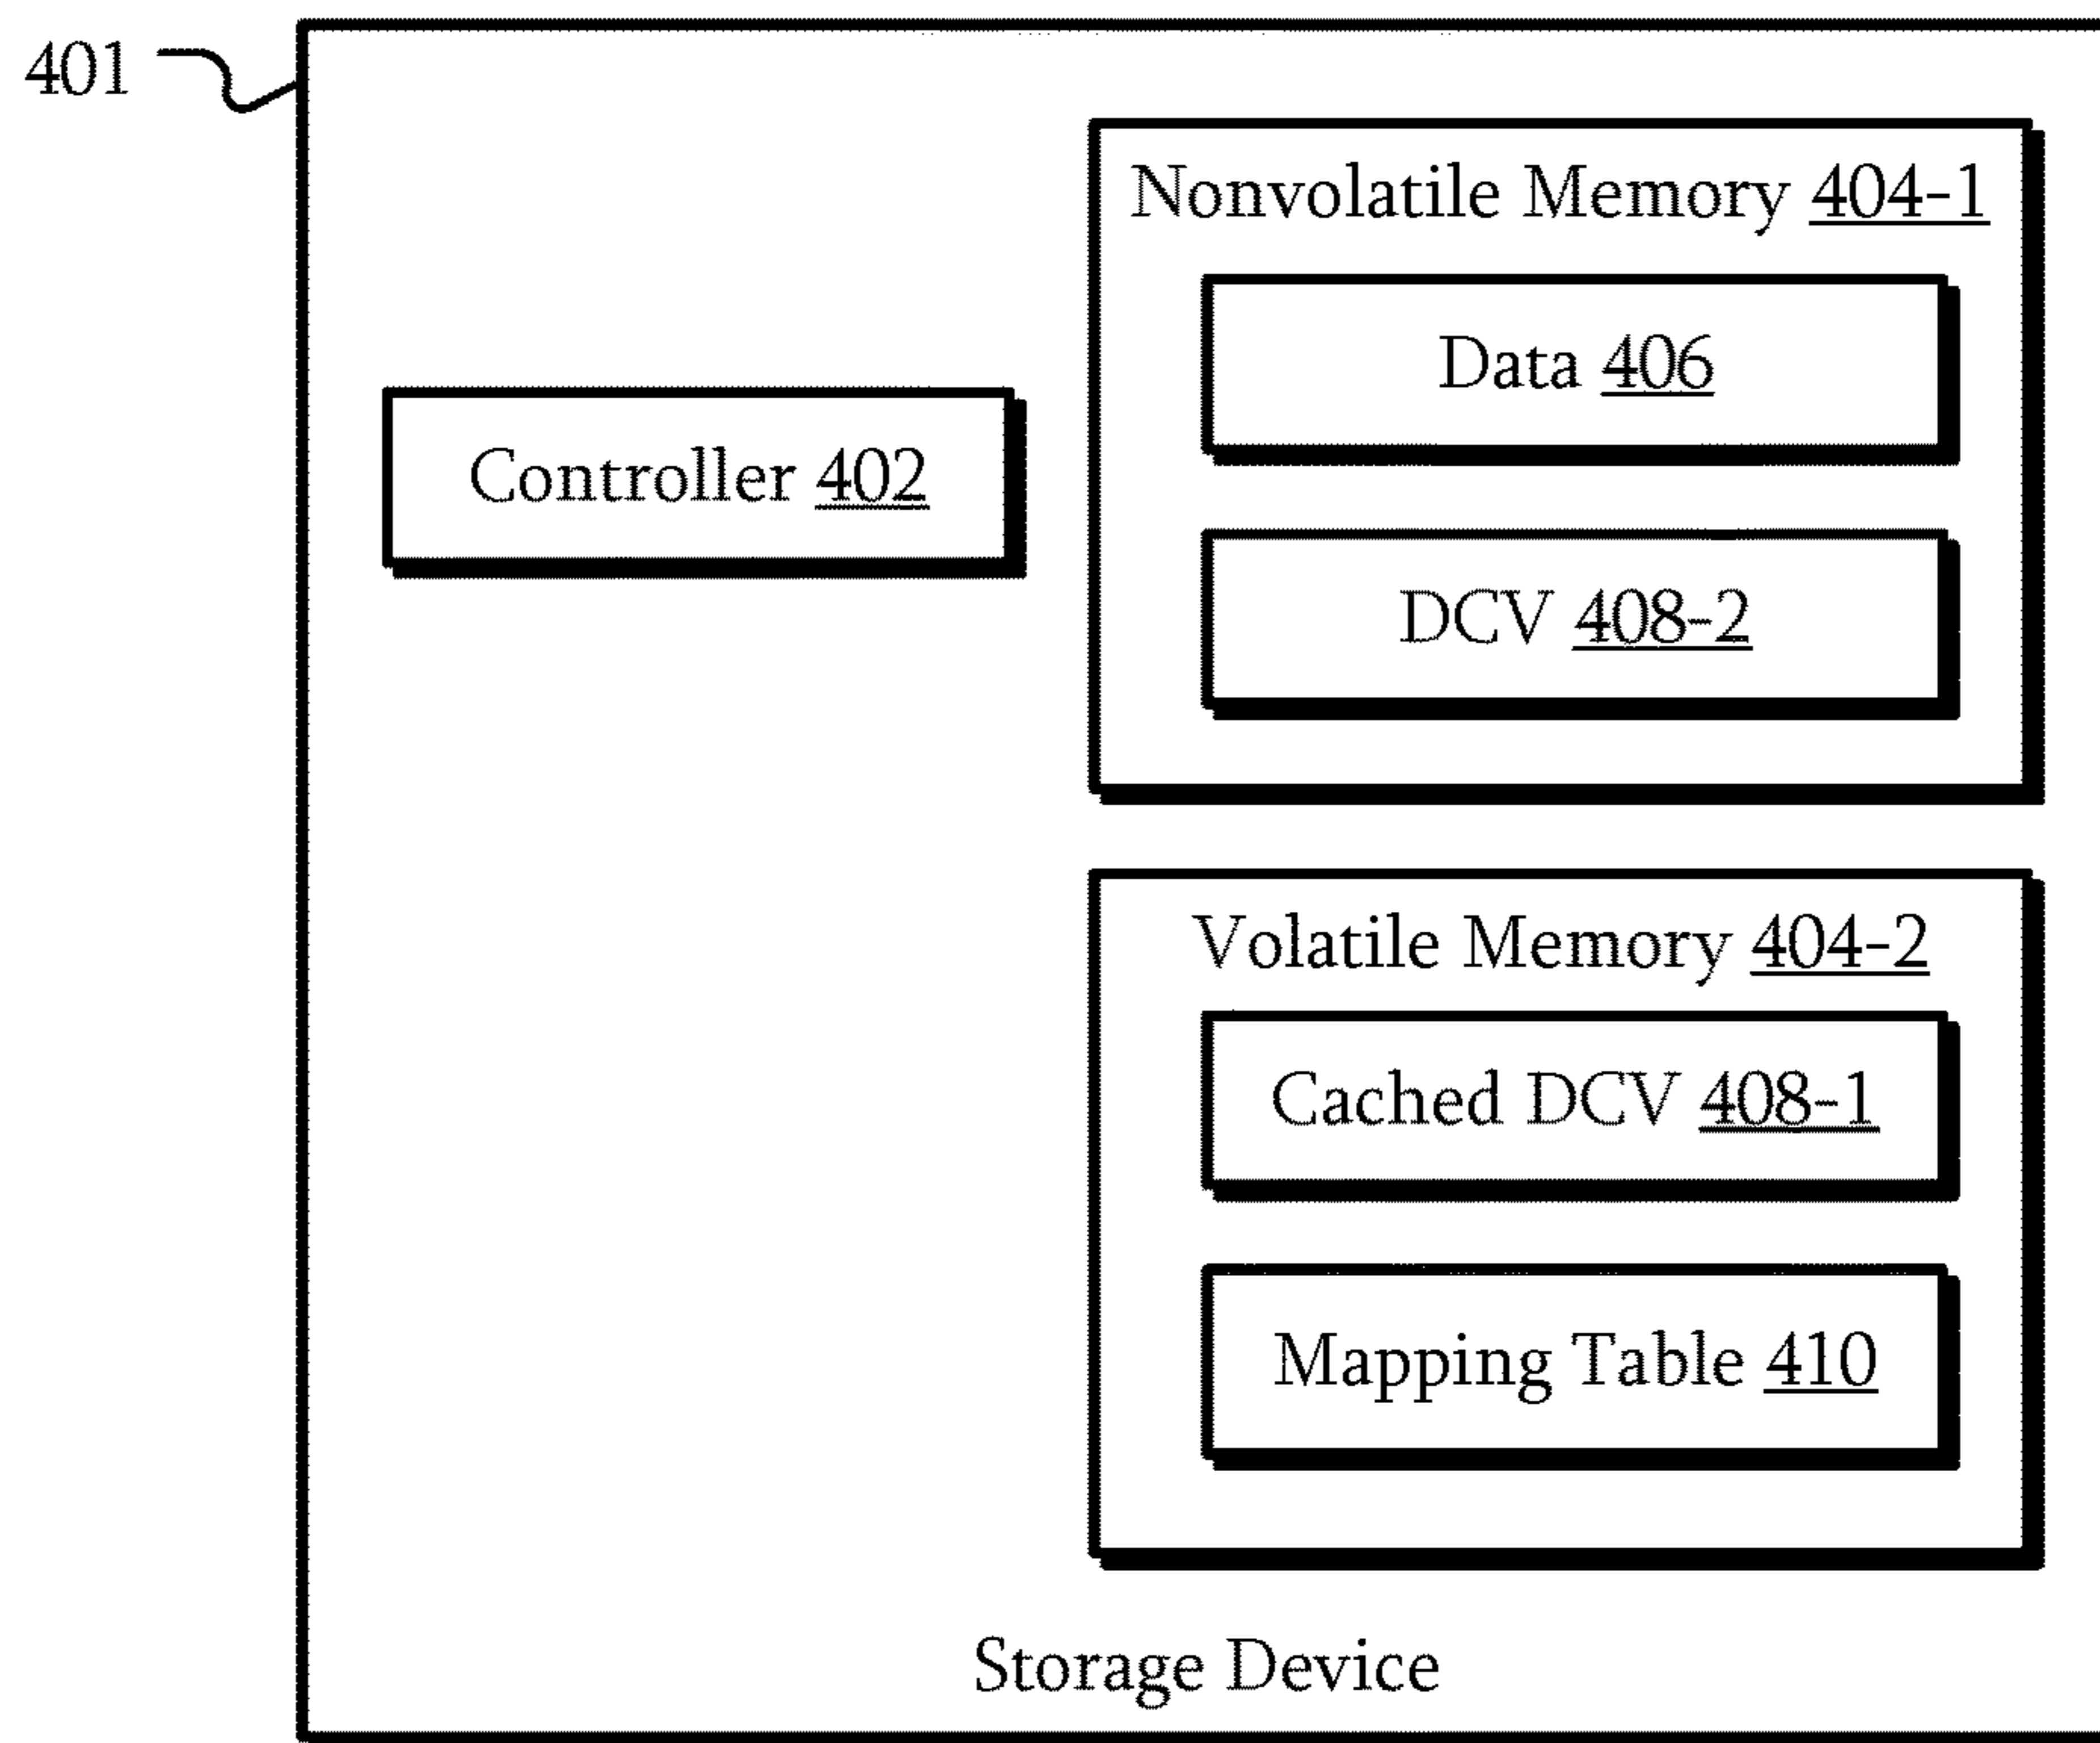 401
Nonvolatile Memory 404-1
Data 406
Controller 402
DCV 408-2
Volatile Memory 404-2
Cached DCV 408-1
Mapping Table 410
Storage Device